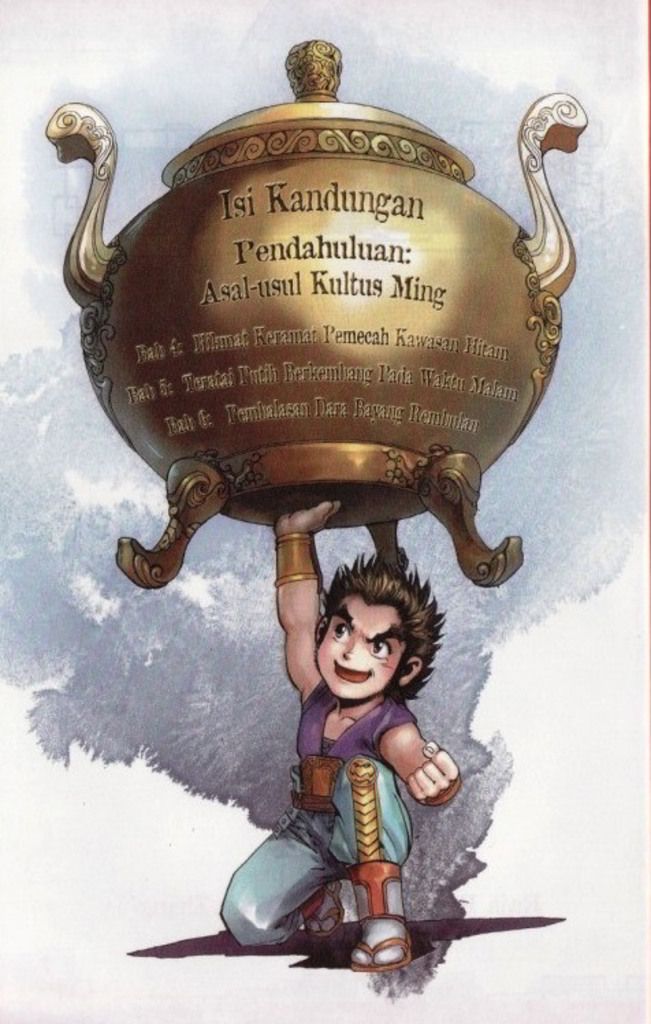 Isi Kandungan
Pendahuluan:
Asal-usul Kultus Ming
Bab 4: Hikmat Keramat Pemecah Kawasan Hitam
Bab 5: Teratai Putih Berkembang Pada Waktu Malam
Bab 6: Pembalasan Dara Bayang Rembulan